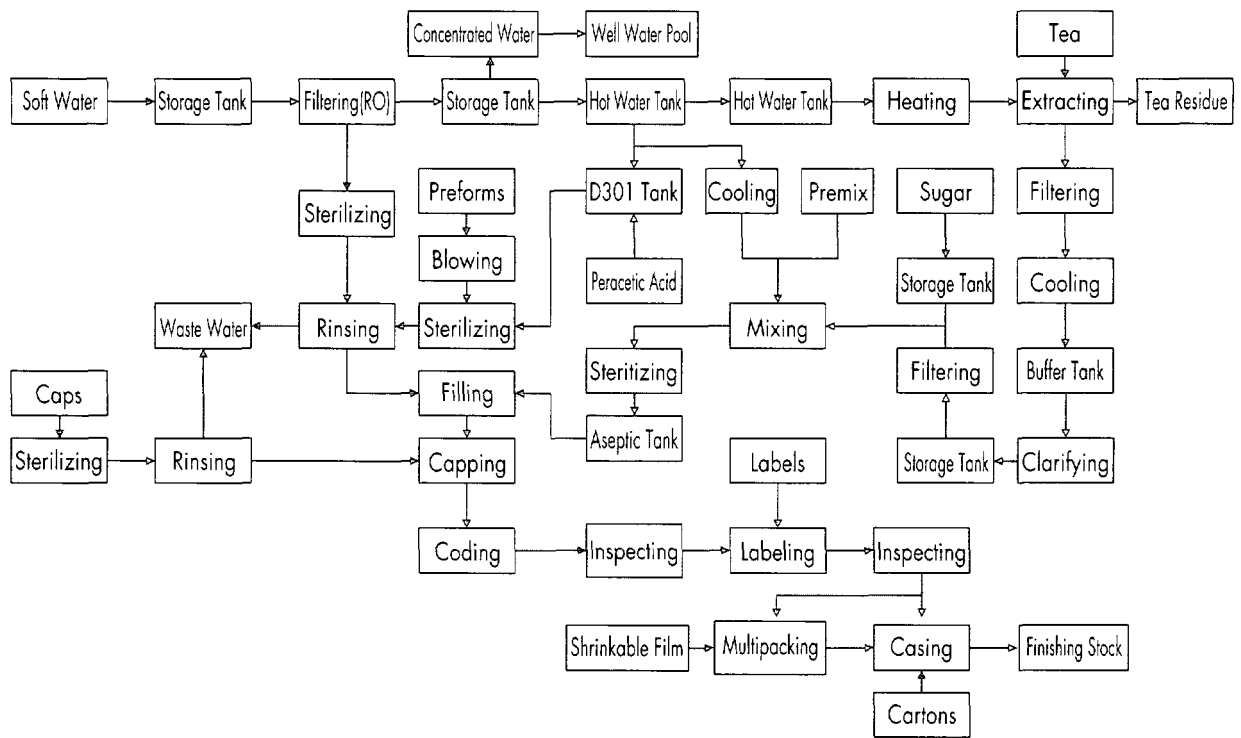 Concentrated Water
Well Water Pool
Tea
Soft Water
Storage Tank
Filtering(RO)
Storage Tank
Hot Water Tank
Hot Water Tank
Heating
Extracting
Tea Residue
Sterilizing
Preforms
D301 Tank
Cooling
Premix
Sugar
Filtering
Blowing
Peracetic Acid
Storage Tank
Cooling
Waste Water
Rinsing
Sterilizing
Mixing
Caps
Filling
Steritizing
Filtering
Buffer Tank
Sterilizing
Rinsing
Capping
Aseptic Tank
Labels
Storage Tank
Clarifying
Coding
Inspecting
Labeling
Inspecting
Shrinkable Film
Multipacking
Casing
Finishing Stock
Cartons